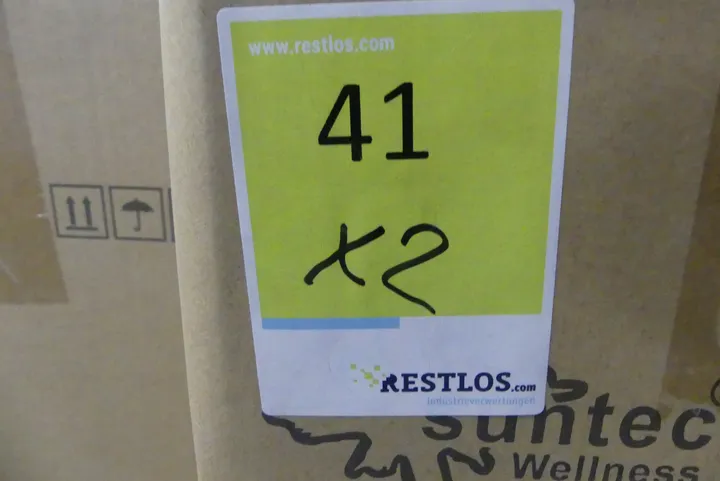 www.restlos.com
41
x2
RESTLOS.com
Industrieverwertungen
suntec
Wellness